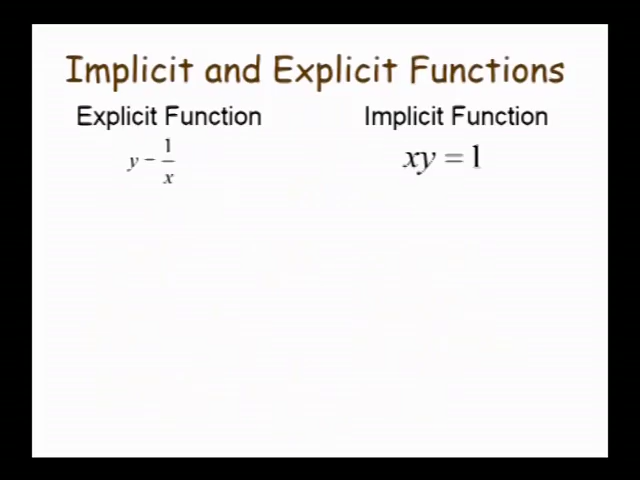 Implicit and Explicit Functions
Explicit Function
y = 1/x
Implicit Function
xy = 1